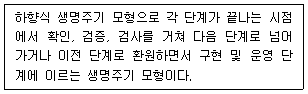 하향식 생명주기 모형으로 각 단계가 끝나는 시점
에서 확인, 검증, 검사를 거쳐 다음 단계로 넘어
가거나 이전 단계로 환원하면서 구현 및 운영 단
계에 이르는 생명주기 모형이다.